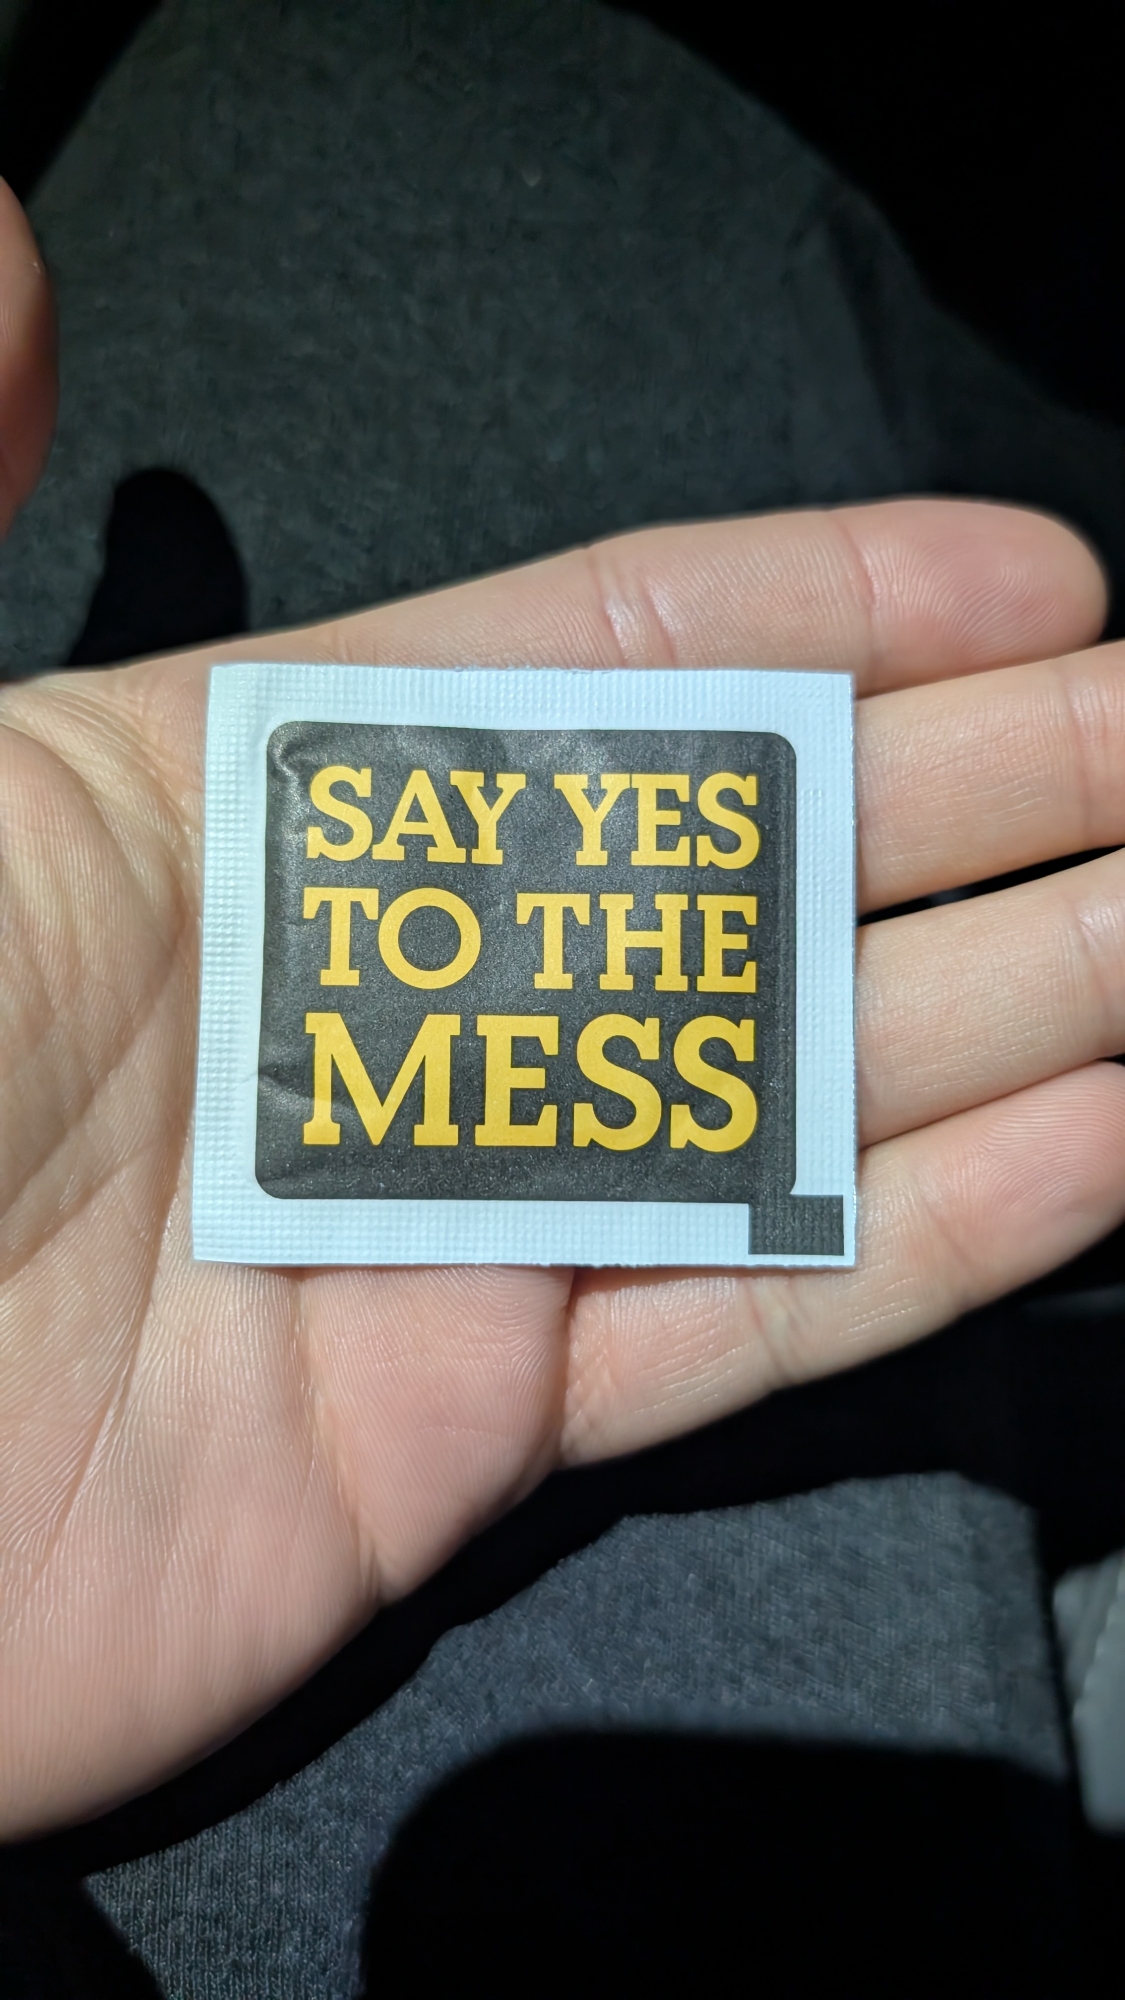 SAY YES
TO THE
MESS